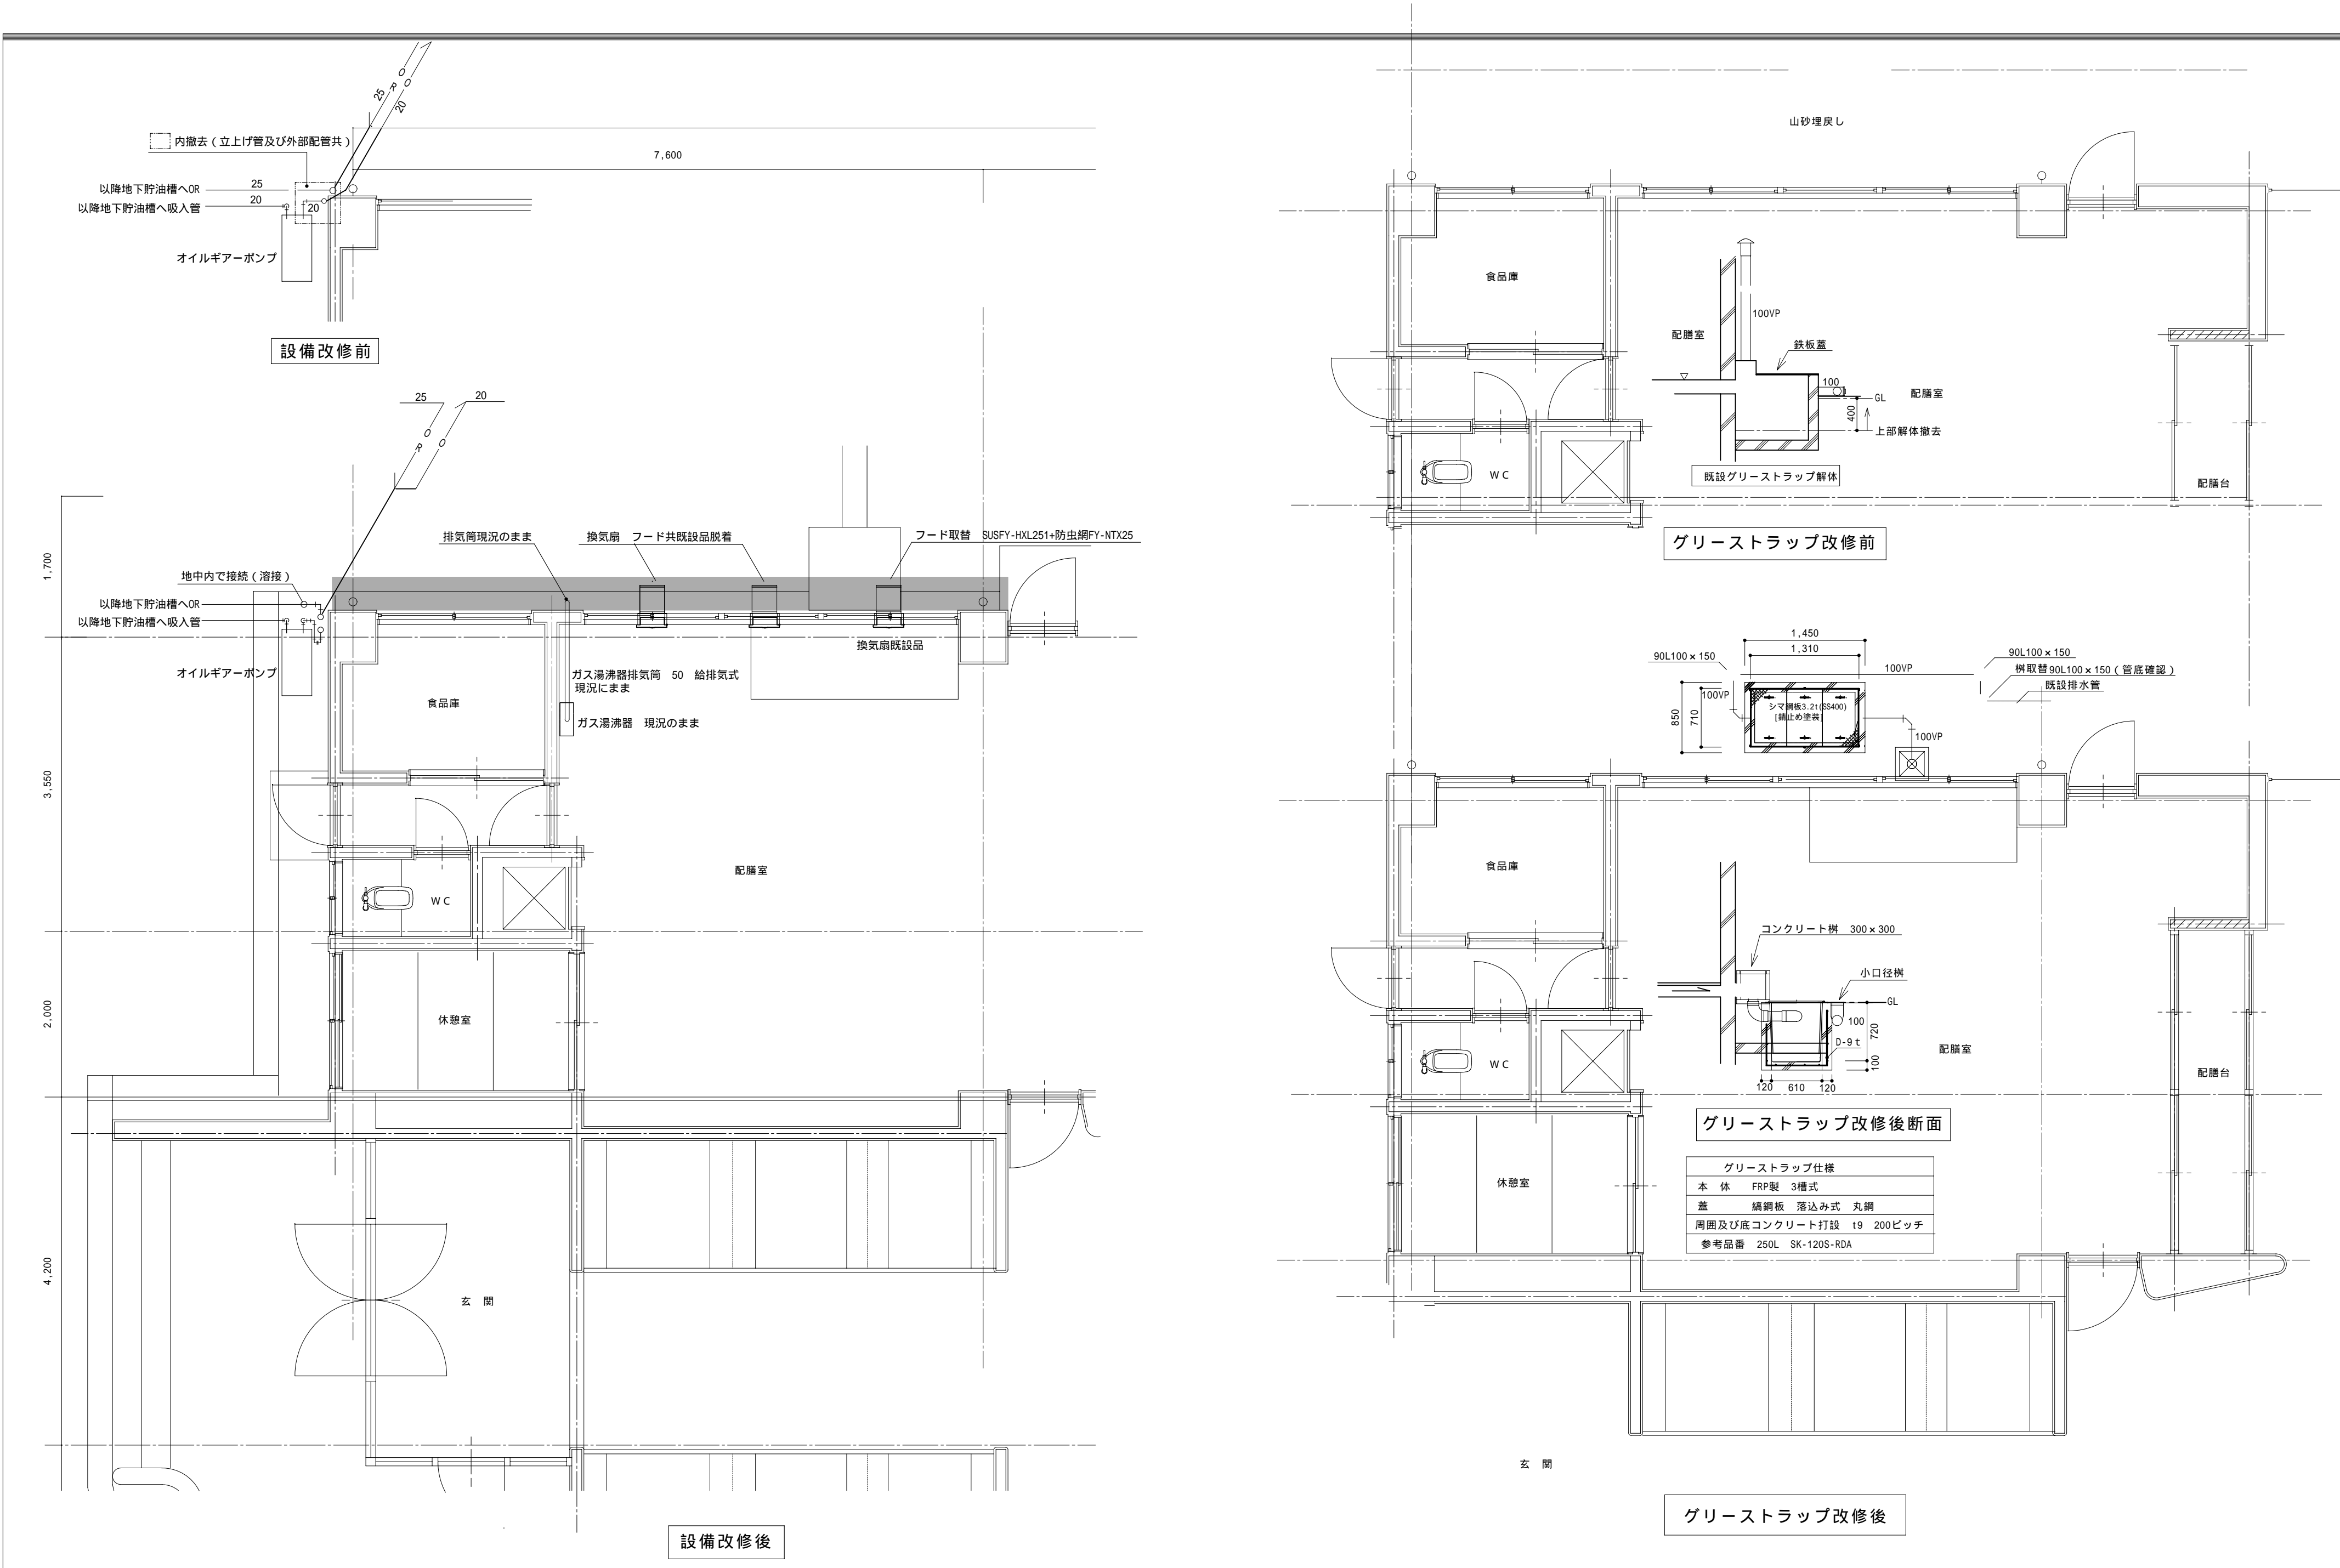 25
R
O
O
20
内撤去(立上げ管及び外部配管共)
7,600
以降地下貯油槽へOR
25
以降地下貯油槽へ吸入管
20
20
オイルギアーポンプ
設備改修前
25
20
R
O
O
排気筒現況のまま
換気扇 フード共既設品脱着
フード取替 SUSFY-HXL251+防虫網FY-NTX25
地中内で接続(溶接)
以降地下貯油槽へOR
以降地下貯油槽へ吸入管
オイルギアーポンプ
換気扇既設品
ガス湯沸器排気筒 50 給排気式
現況にまま
ガス湯沸器 現況のまま
食品庫
配膳室
WC
休憩室
玄 関
1,700
3,550
2,000
4,200
設備改修後
山砂埋戻し
食品庫
配膳室
100VP
鉄板蓋
100
GL
400
上部解体撤去
配膳室
WC
既設グリーストラップ解体
配膳台
グリーストラップ改修前
1,450
1,310
90L100×150
100VP
90L100×150
桝取替90L100×150(管底確認)
既設排水管
850
710
100VP
シマ鋼板3.2t(SS400)
[錆止め塗装]
100VP
食品庫
コンクリート桝 300×300
小口径桝
GL
100
720
D-9t
100
120
610
120
配膳室
WC
配膳台
グリーストラップ改修後断面
グリーストラップ仕様
本 体 FRP製 3槽式
蓋 縞鋼板 落込み式 丸鋼
周囲及び底コンクリート打設 t9 200ピッチ
参考品番 250L SK-120S-RDA
休憩室
玄 関
グリーストラップ改修後